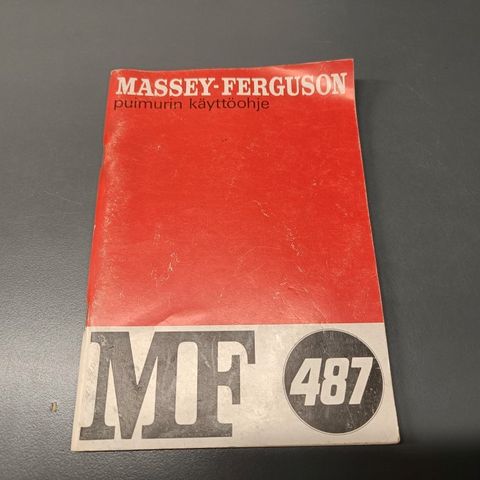 MASSEY-FERGUSON
puimurin käyttöohje
MF
487